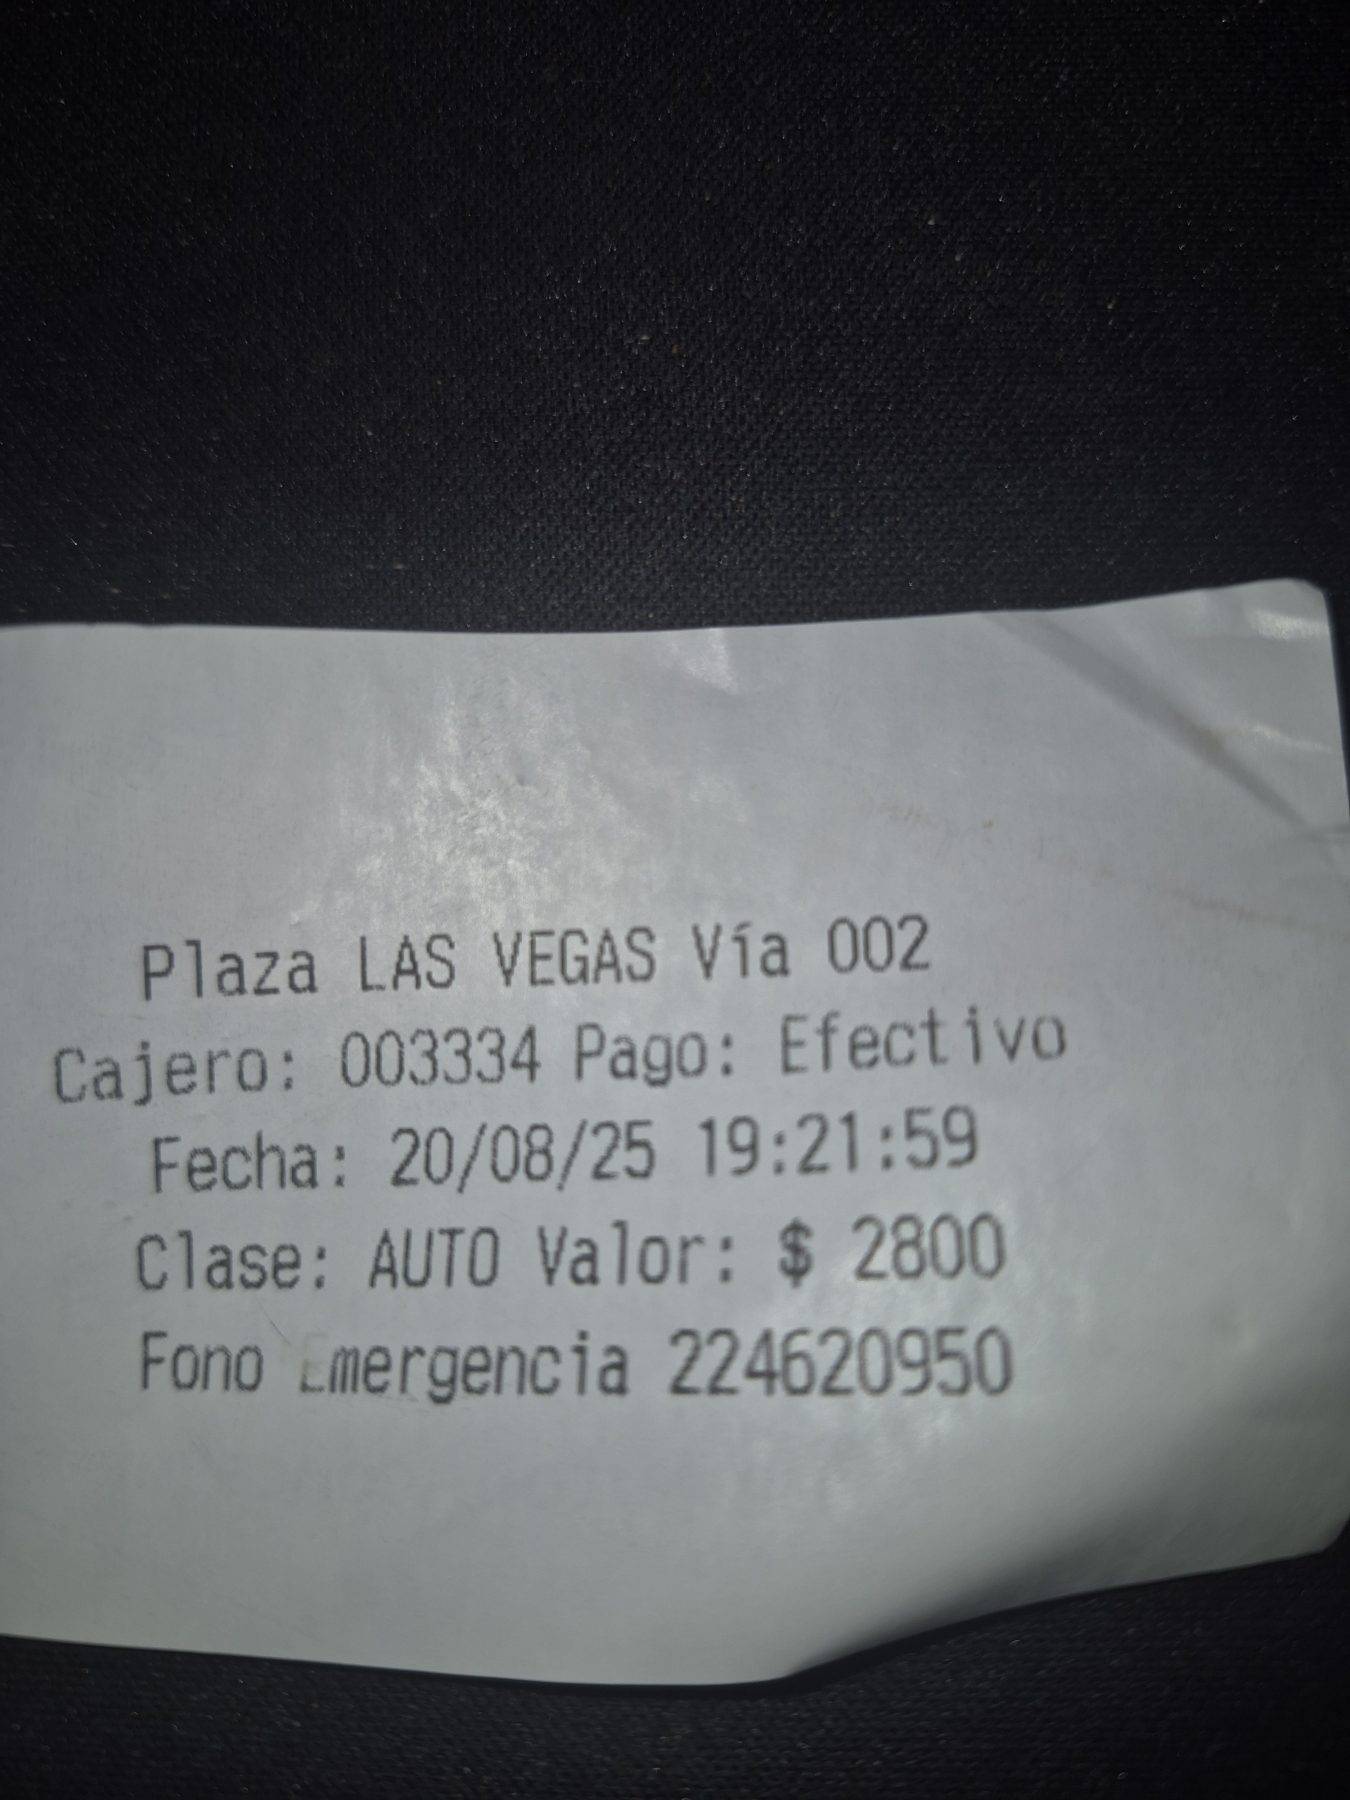 Plaza LAS VEGAS Vía 002
Cajero: 003334 Pago: Efectivo
Fecha: 20/08/25 19:21:59
Clase: AUTO Valor: $ 2800
Fono Emergencia 224620950